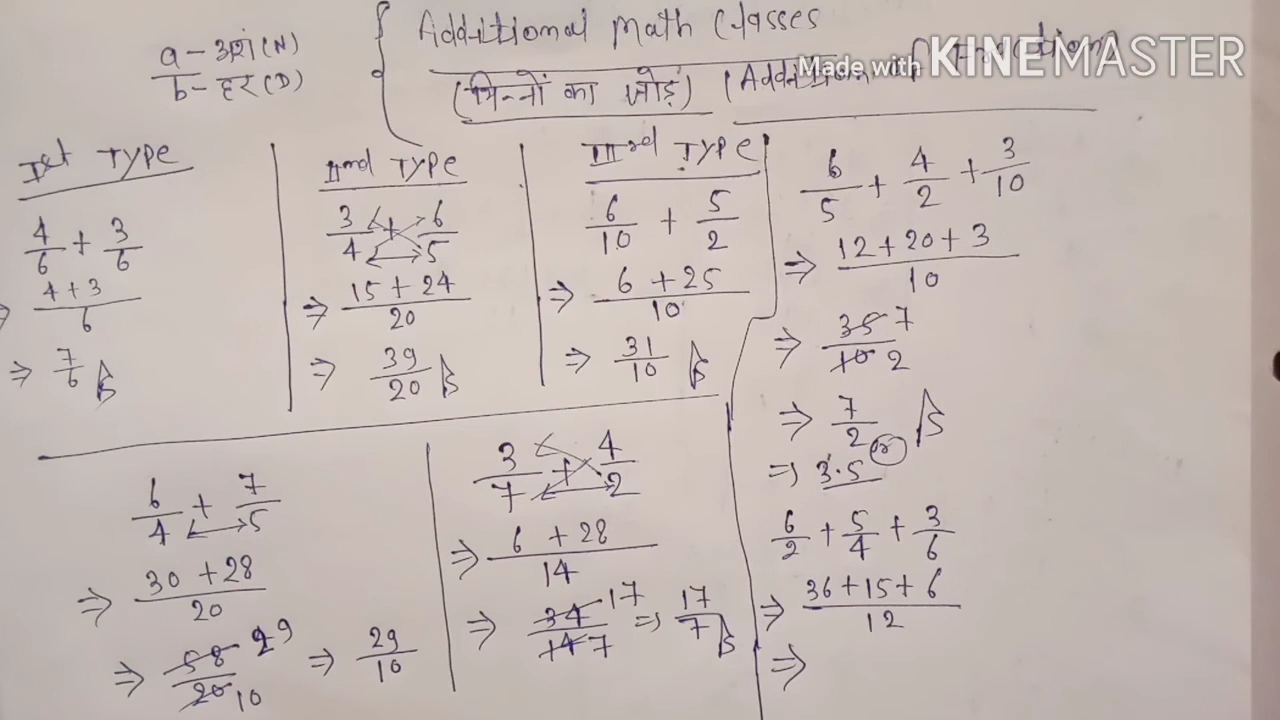 a - अंश (N)
b - हर (D)
Additional Math Classes
(भिन्नों का जोड़) (Addition of Fraction)
Made with KINEMASTER
Ist Type
4/6 + 3/6
⇒ 4+3/6
⇒ 7/6
IInd Type
3/4 + 6/5
⇒ 15 + 24/20
⇒ 39/20
IIIrd Type
6/10 + 5/2
⇒ 6 + 25/10
⇒ 31/10
6/5 + 4/2 + 3/10
⇒ 12 + 20 + 3/10
⇒ 35/10 7/2
⇒ 7/2 or
⇒ 3.5
6/4 + 7/5
⇒ 30 + 28/20
⇒ 58/20 29/10 ⇒ 29/10
3/7 + 4/2
⇒ 6 + 28/14
⇒ 34/14 17/7 ⇒ 17/7
6/2 + 5/4 + 3/6
⇒ 36 + 15 + 6/12
⇒